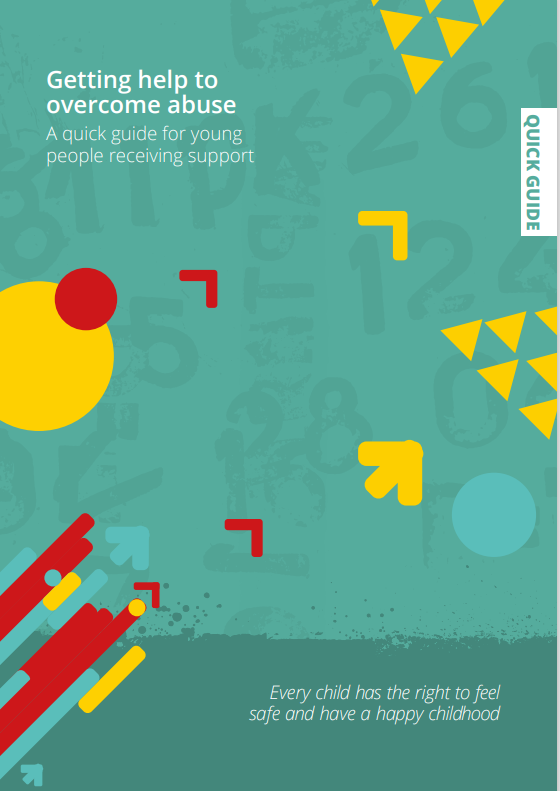 Getting help to
overcome abuse
A quick guide for young
people receiving support
QUICK GUIDE
Every child has the right to feel
safe and have a happy childhood